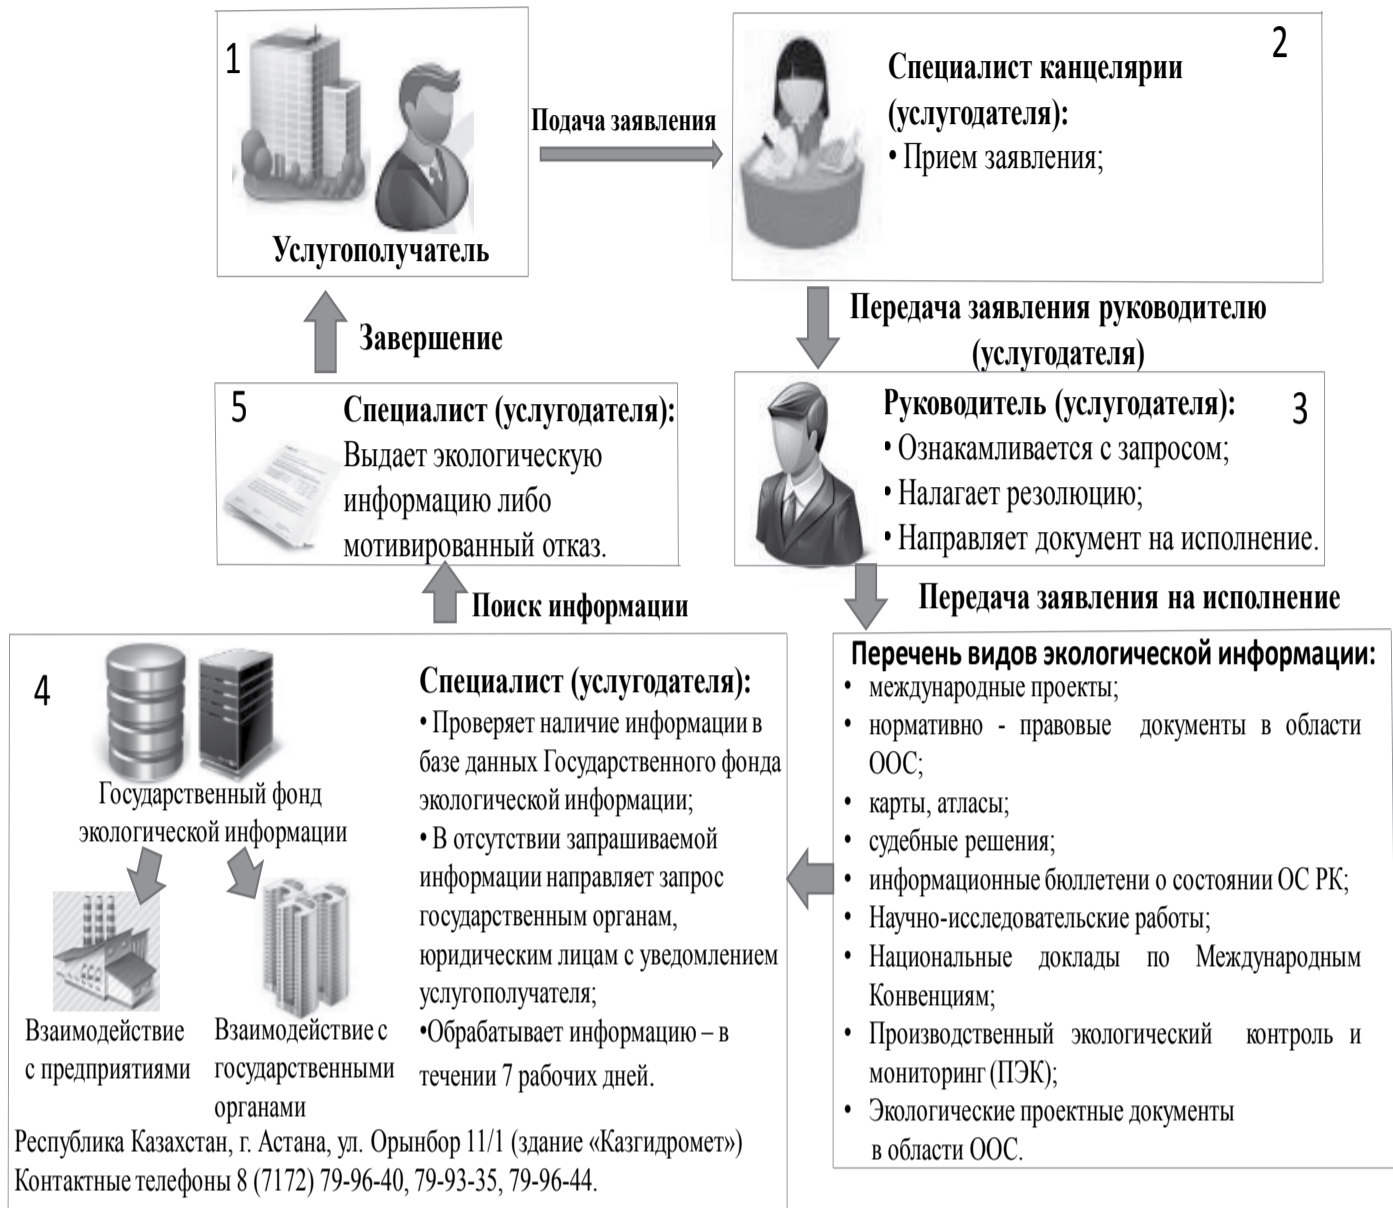 1
Услугополучатель
Подача заявления
2
Специалист канцелярии
(услугодателя):
• Прием заявления;
Передача заявления руководителю
(услугодателя)
3
Руководитель (услугодателя):
• Ознакамливается с запросом;
• Налагает резолюцию;
• Направляет документ на исполнение.
Передача заявления на исполнение
Перечень видов экологической информации:
• международные проекты;
• нормативно - правовые документы в области
ООС;
• карты, атласы;
• судебные решения;
• информационные бюллетени о состоянии ОС РК;
• Научно-исследовательские работы;
• Национальные доклады по Международным
Конвенциям;
• Производственный экологический контроль и
мониторинг (ПЭК);
• Экологические проектные документы
в области ООС.
4
Государственный фонд
экологической информации
Взаимодействие
с предприятиями
Взаимодействие с
государственными
органами
Специалист (услугодателя):
• Проверяет наличие информации в
базе данных Государственного фонда
экологической информации;
• В отсутствии запрашиваемой
информации направляет запрос
государственным органам,
юридическим лицам с уведомлением
услугополучателя;
•Обрабатывает информацию – в
течении 7 рабочих дней.
Республика Казахстан, г. Астана, ул. Орынбор 11/1 (здание «Казгидромет»)
Контактные телефоны 8 (7172) 79-96-40, 79-93-35, 79-96-44.
Поиск информации
5
Специалист (услугодателя):
Выдает экологическую
информацию либо
мотивированный отказ.
Завершение